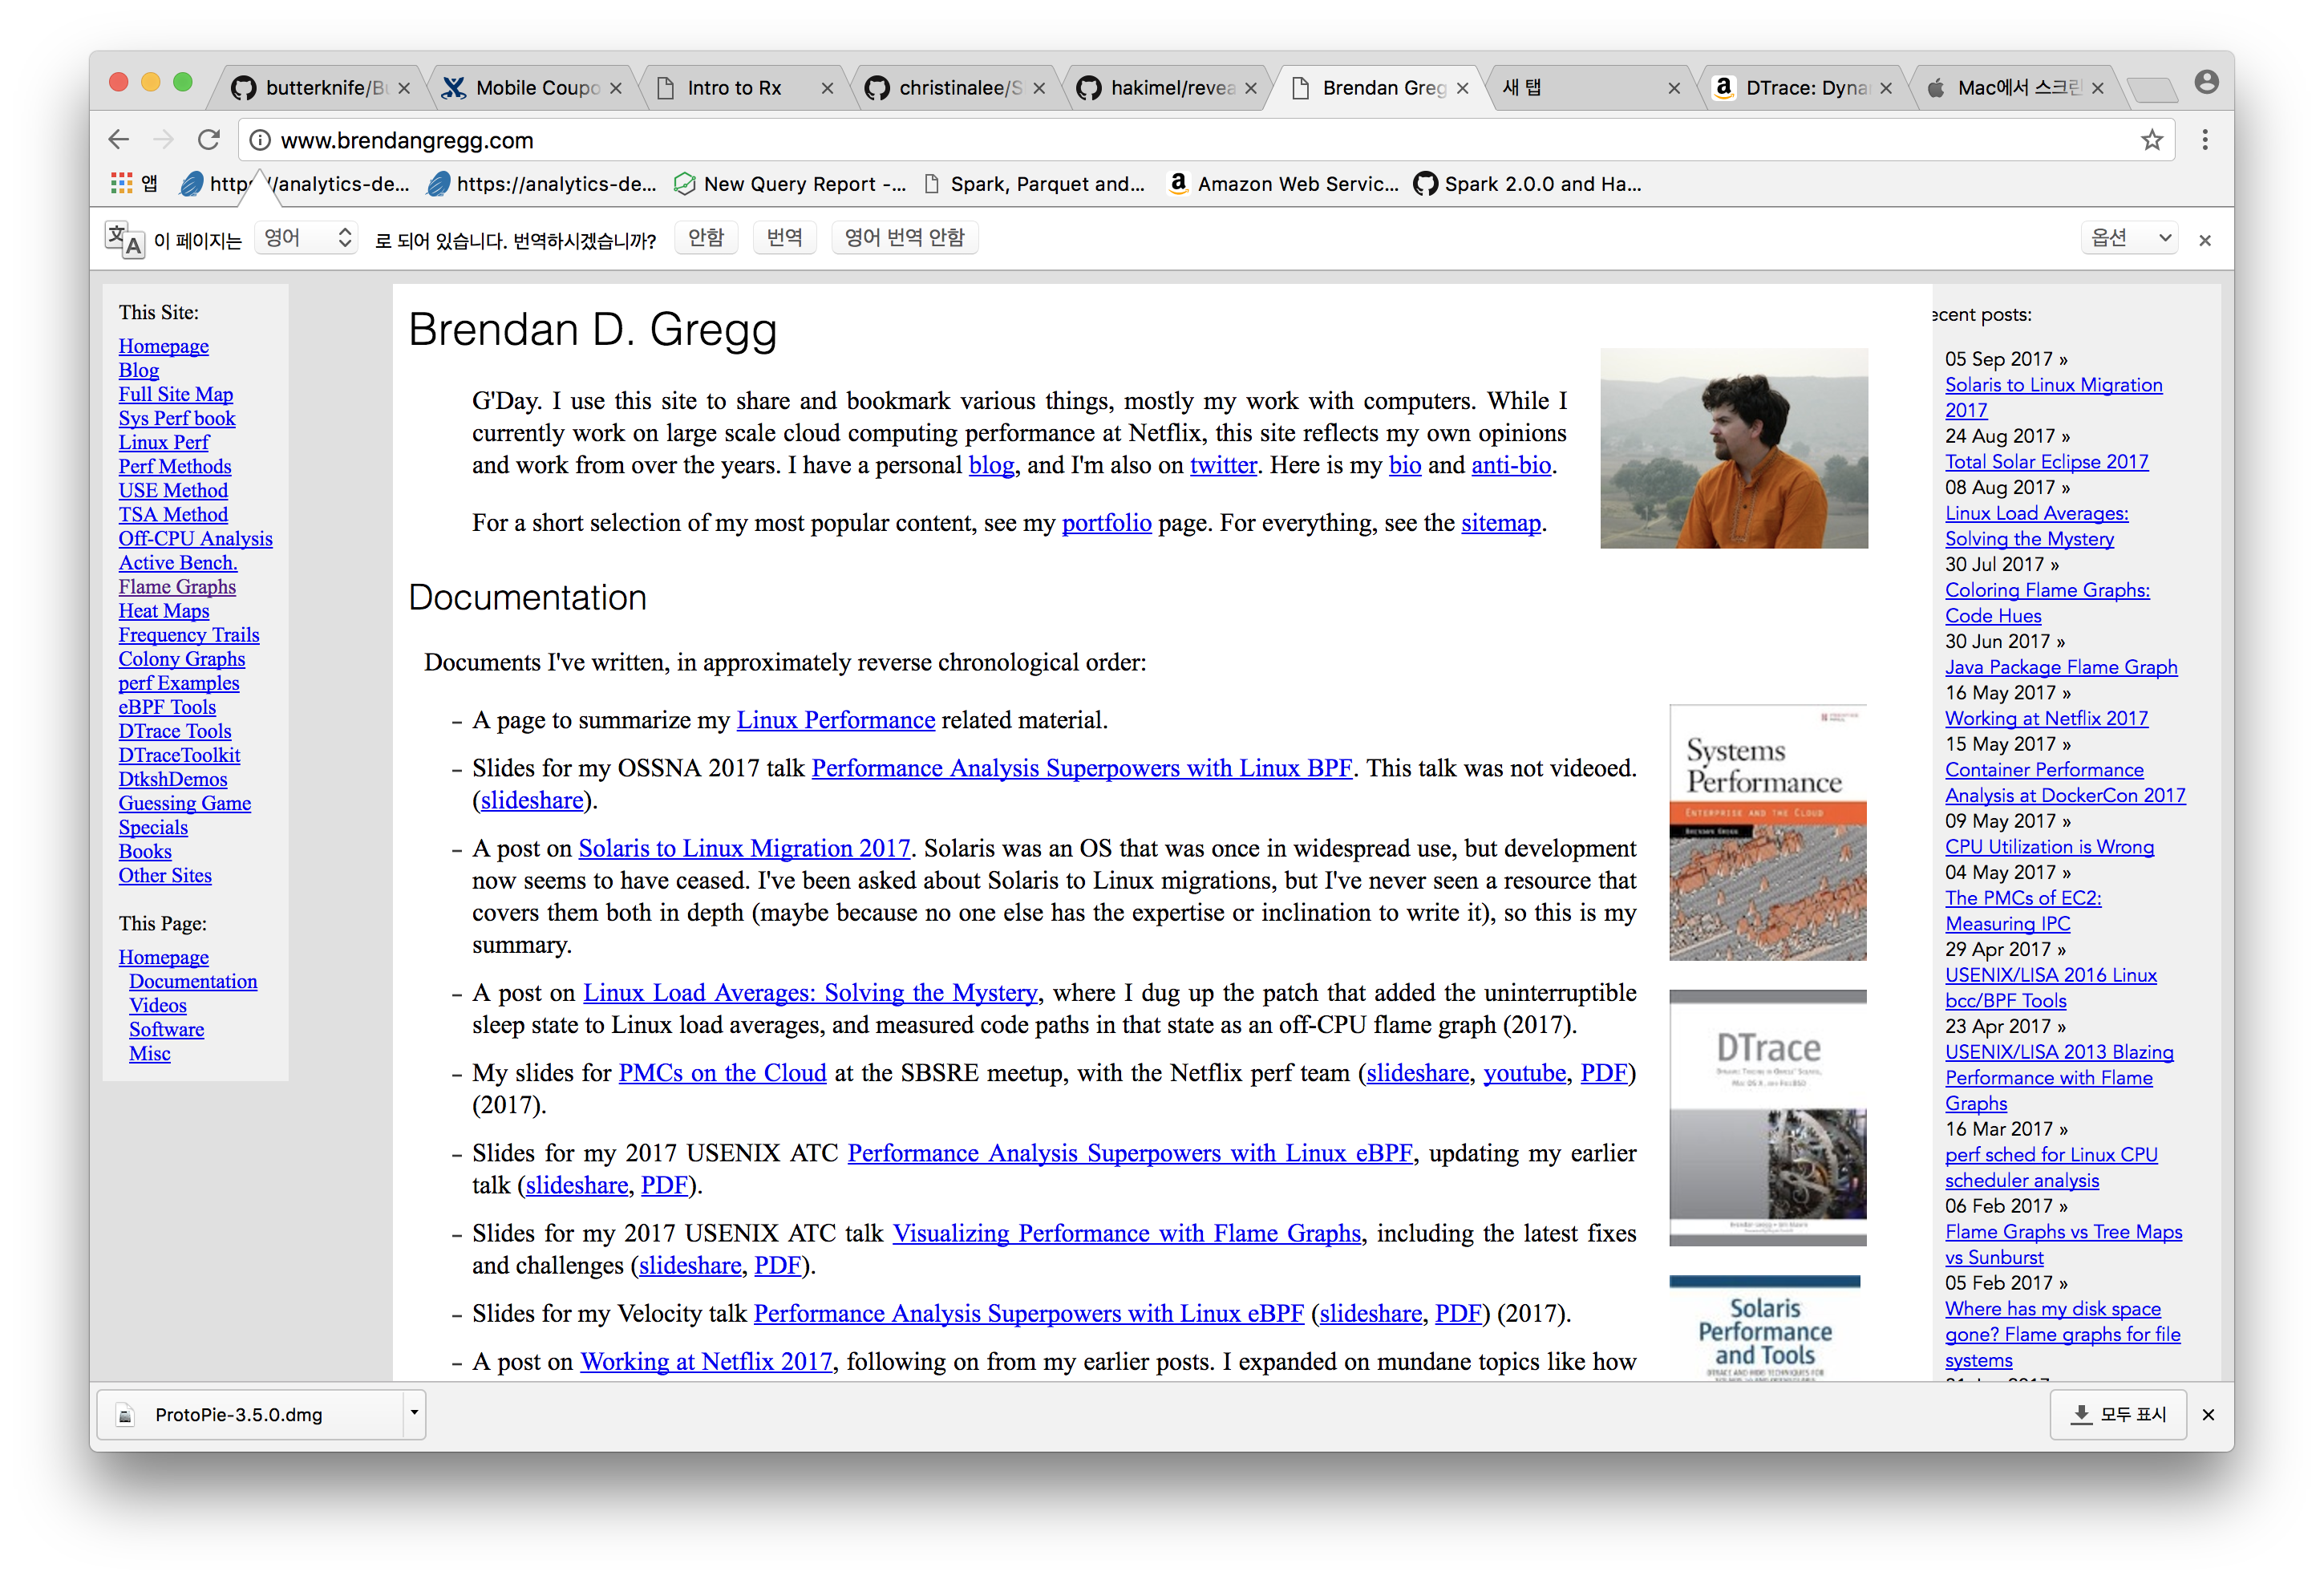 butterknife/Bu
Mobile Coupo
Intro to Rx
christinalee/S
hakimel/revea
Brendan Greg
새 탭
DTrace: Dynar
Mac에서 스크린
www.brendangregg.com
앱
http //analytics-de...
https://analytics-de...
New Query Report -...
Spark, Parquet and...
Amazon Web Servic...
Spark 2.0.0 and Ha...
이 페이지는 영어 로 되어 있습니다. 번역하시겠습니까? 안함 번역 영어 번역 안함 옵션
This Site:
Homepage
Blog
Full Site Map
Sys Perf book
Linux Perf
Perf Methods
USE Method
TSA Method
Off-CPU Analysis
Active Bench.
Flame Graphs
Heat Maps
Frequency Trails
Colony Graphs
perf Examples
eBPF Tools
DTrace Tools
DTraceToolkit
DtkshDemos
Guessing Game
Specials
Books
Other Sites
This Page:
Homepage
Documentation
Videos
Software
Misc
Brendan D. Gregg
G'Day. I use this site to share and bookmark various things, mostly my work with computers. While I
currently work on large scale cloud computing performance at Netflix, this site reflects my own opinions
and work from over the years. I have a personal blog, and I'm also on twitter. Here is my bio and anti-bio.
For a short selection of my most popular content, see my portfolio page. For everything, see the sitemap.
Documentation
Documents I've written, in approximately reverse chronological order:
– A page to summarize my Linux Performance related material.
– Slides for my OSSNA 2017 talk Performance Analysis Superpowers with Linux BPF. This talk was not videoed.
(slideshare).
– A post on Solaris to Linux Migration 2017. Solaris was an OS that was once in widespread use, but development
now seems to have ceased. I've been asked about Solaris to Linux migrations, but I've never seen a resource that
covers them both in depth (maybe because no one else has the expertise or inclination to write it), so this is my
summary.
– A post on Linux Load Averages: Solving the Mystery, where I dug up the patch that added the uninterruptible
sleep state to Linux load averages, and measured code paths in that state as an off-CPU flame graph (2017).
– My slides for PMCs on the Cloud at the SBSRE meetup, with the Netflix perf team (slideshare, youtube, PDF)
(2017).
– Slides for my 2017 USENIX ATC Performance Analysis Superpowers with Linux eBPF, updating my earlier
talk (slideshare, PDF).
– Slides for my 2017 USENIX ATC talk Visualizing Performance with Flame Graphs, including the latest fixes
and challenges (slideshare, PDF).
– Slides for my Velocity talk Performance Analysis Superpowers with Linux eBPF (slideshare, PDF) (2017).
– A post on Working at Netflix 2017, following on from my earlier posts. I expanded on mundane topics like how
Systems
Performance
ENTERPRISE AND THE CLOUD
BRENDAN GREGG
DTrace
Solaris
Performance
and Tools
ecent posts:
05 Sep 2017 »
Solaris to Linux Migration
2017
24 Aug 2017 »
Total Solar Eclipse 2017
08 Aug 2017 »
Linux Load Averages:
Solving the Mystery
30 Jul 2017 »
Coloring Flame Graphs:
Code Hues
30 Jun 2017 »
Java Package Flame Graph
16 May 2017 »
Working at Netflix 2017
15 May 2017 »
Container Performance
Analysis at DockerCon 2017
09 May 2017 »
CPU Utilization is Wrong
04 May 2017 »
The PMCs of EC2:
Measuring IPC
29 Apr 2017 »
USENIX/LISA 2016 Linux
bcc/BPF Tools
23 Apr 2017 »
USENIX/LISA 2013 Blazing
Performance with Flame
Graphs
16 Mar 2017 »
perf sched for Linux CPU
scheduler analysis
06 Feb 2017 »
Flame Graphs vs Tree Maps
vs Sunburst
05 Feb 2017 »
Where has my disk space
gone? Flame graphs for file
systems
ProtoPie-3.5.0.dmg
모두 표시